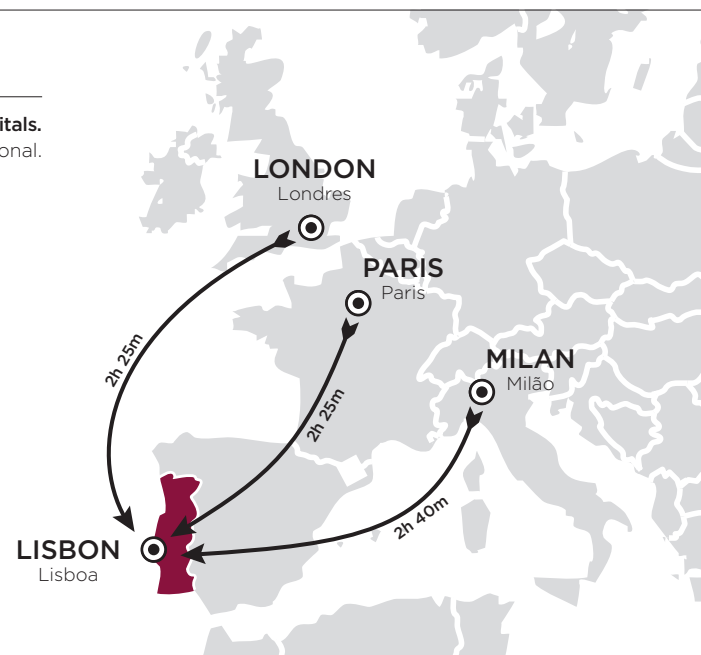 itals.
onal.
LONDON
Londres
PARIS
Paris
2h 25m
MILAN
Milão
2h 25m
2h 40m
LISBON
Lisboa